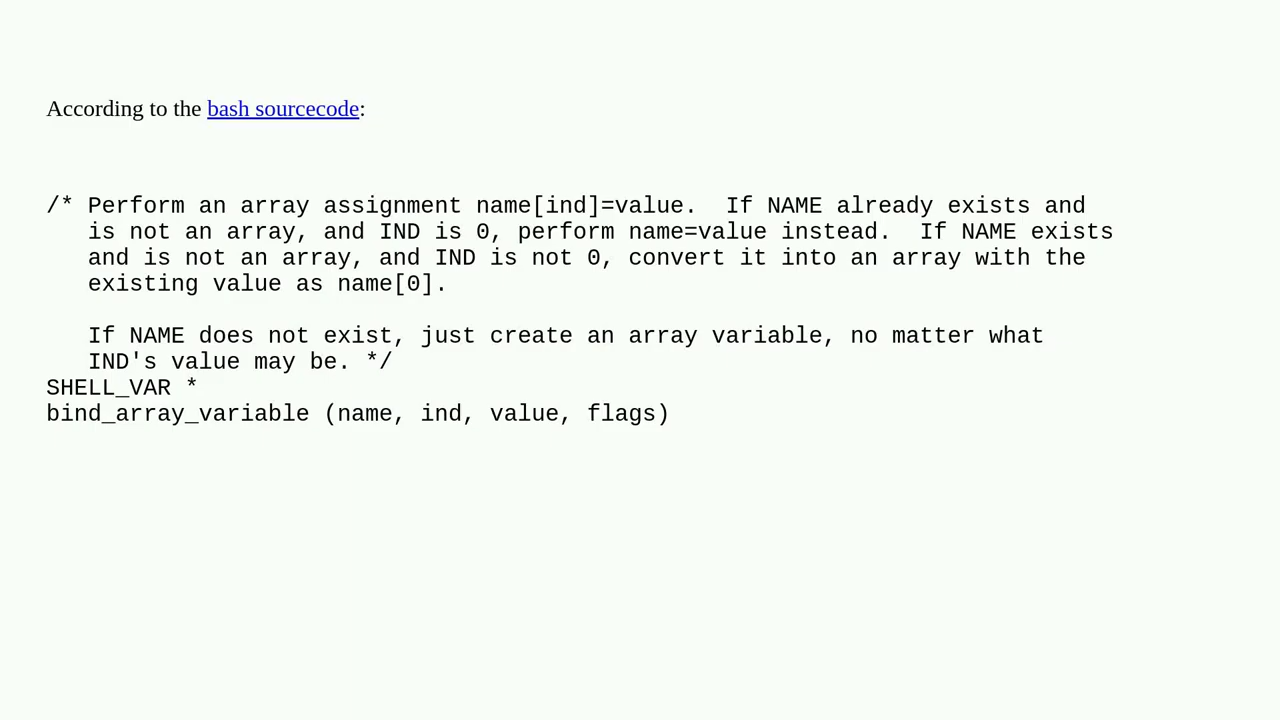 According to the bash sourcecode:
/* Perform an array assignment name[ind]=value.  If NAME already exists and
   is not an array, and IND is 0, perform name=value instead.  If NAME exists
   and is not an array, and IND is not 0, convert it into an array with the
   existing value as name[0].
   If NAME does not exist, just create an array variable, no matter what
   IND's value may be. */
SHELL_VAR *
bind_array_variable (name, ind, value, flags)